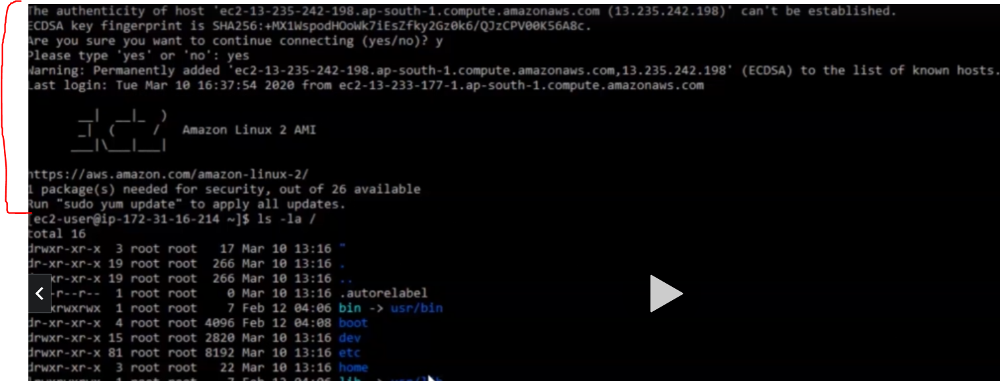 The authenticity of host 'ec2-13-235-242-198.ap-south-1.compute.amazonaws.com (13.235.242.198)' can't be established.
ECDSA key fingerprint is SHA256:+MX1WspodHOoWk7iEsZfky2Gz0k6/QJzCPV00K56A8c.
Are you sure you want to continue connecting (yes/no)? y
Please type 'yes' or 'no': yes
Warning: Permanently added 'ec2-13-235-242-198.ap-south-1.compute.amazonaws.com,13.235.242.198' (ECDSA) to the list of known hosts.
Last login: Tue Mar 10 16:37:54 2020 from ec2-13-233-177-1.ap-south-1.compute.amazonaws.com
__|  __|_  )
_|  (     /   Amazon Linux 2 AMI
___|\___|___|
https://aws.amazon.com/amazon-linux-2/
1 package(s) needed for security, out of 26 available
Run "sudo yum update" to apply all updates.
[ec2-user@ip-172-31-16-214 ~]$ ls -la /
total 16
drwxr-xr-x  3 root root   17 Mar 10 13:16 "
dr-xr-xr-x 19 root root  266 Mar 10 13:16 .
xr-xr-x 19 root root  266 Mar 10 13:16 ..
-r--r--  1 root root    0 Mar 10 13:16 .autorelabel
xrwxrwx  1 root root    7 Feb 12 04:06 bin -> usr/bin
dr-xr-xr-x  4 root root 4096 Feb 12 04:08 boot
drwxr-xr-x 15 root root 2820 Mar 10 13:16 dev
drwxr-xr-x 81 root root 8192 Mar 10 13:16 etc
drwxr-xr-x  3 root root   22 Mar 10 13:16 home